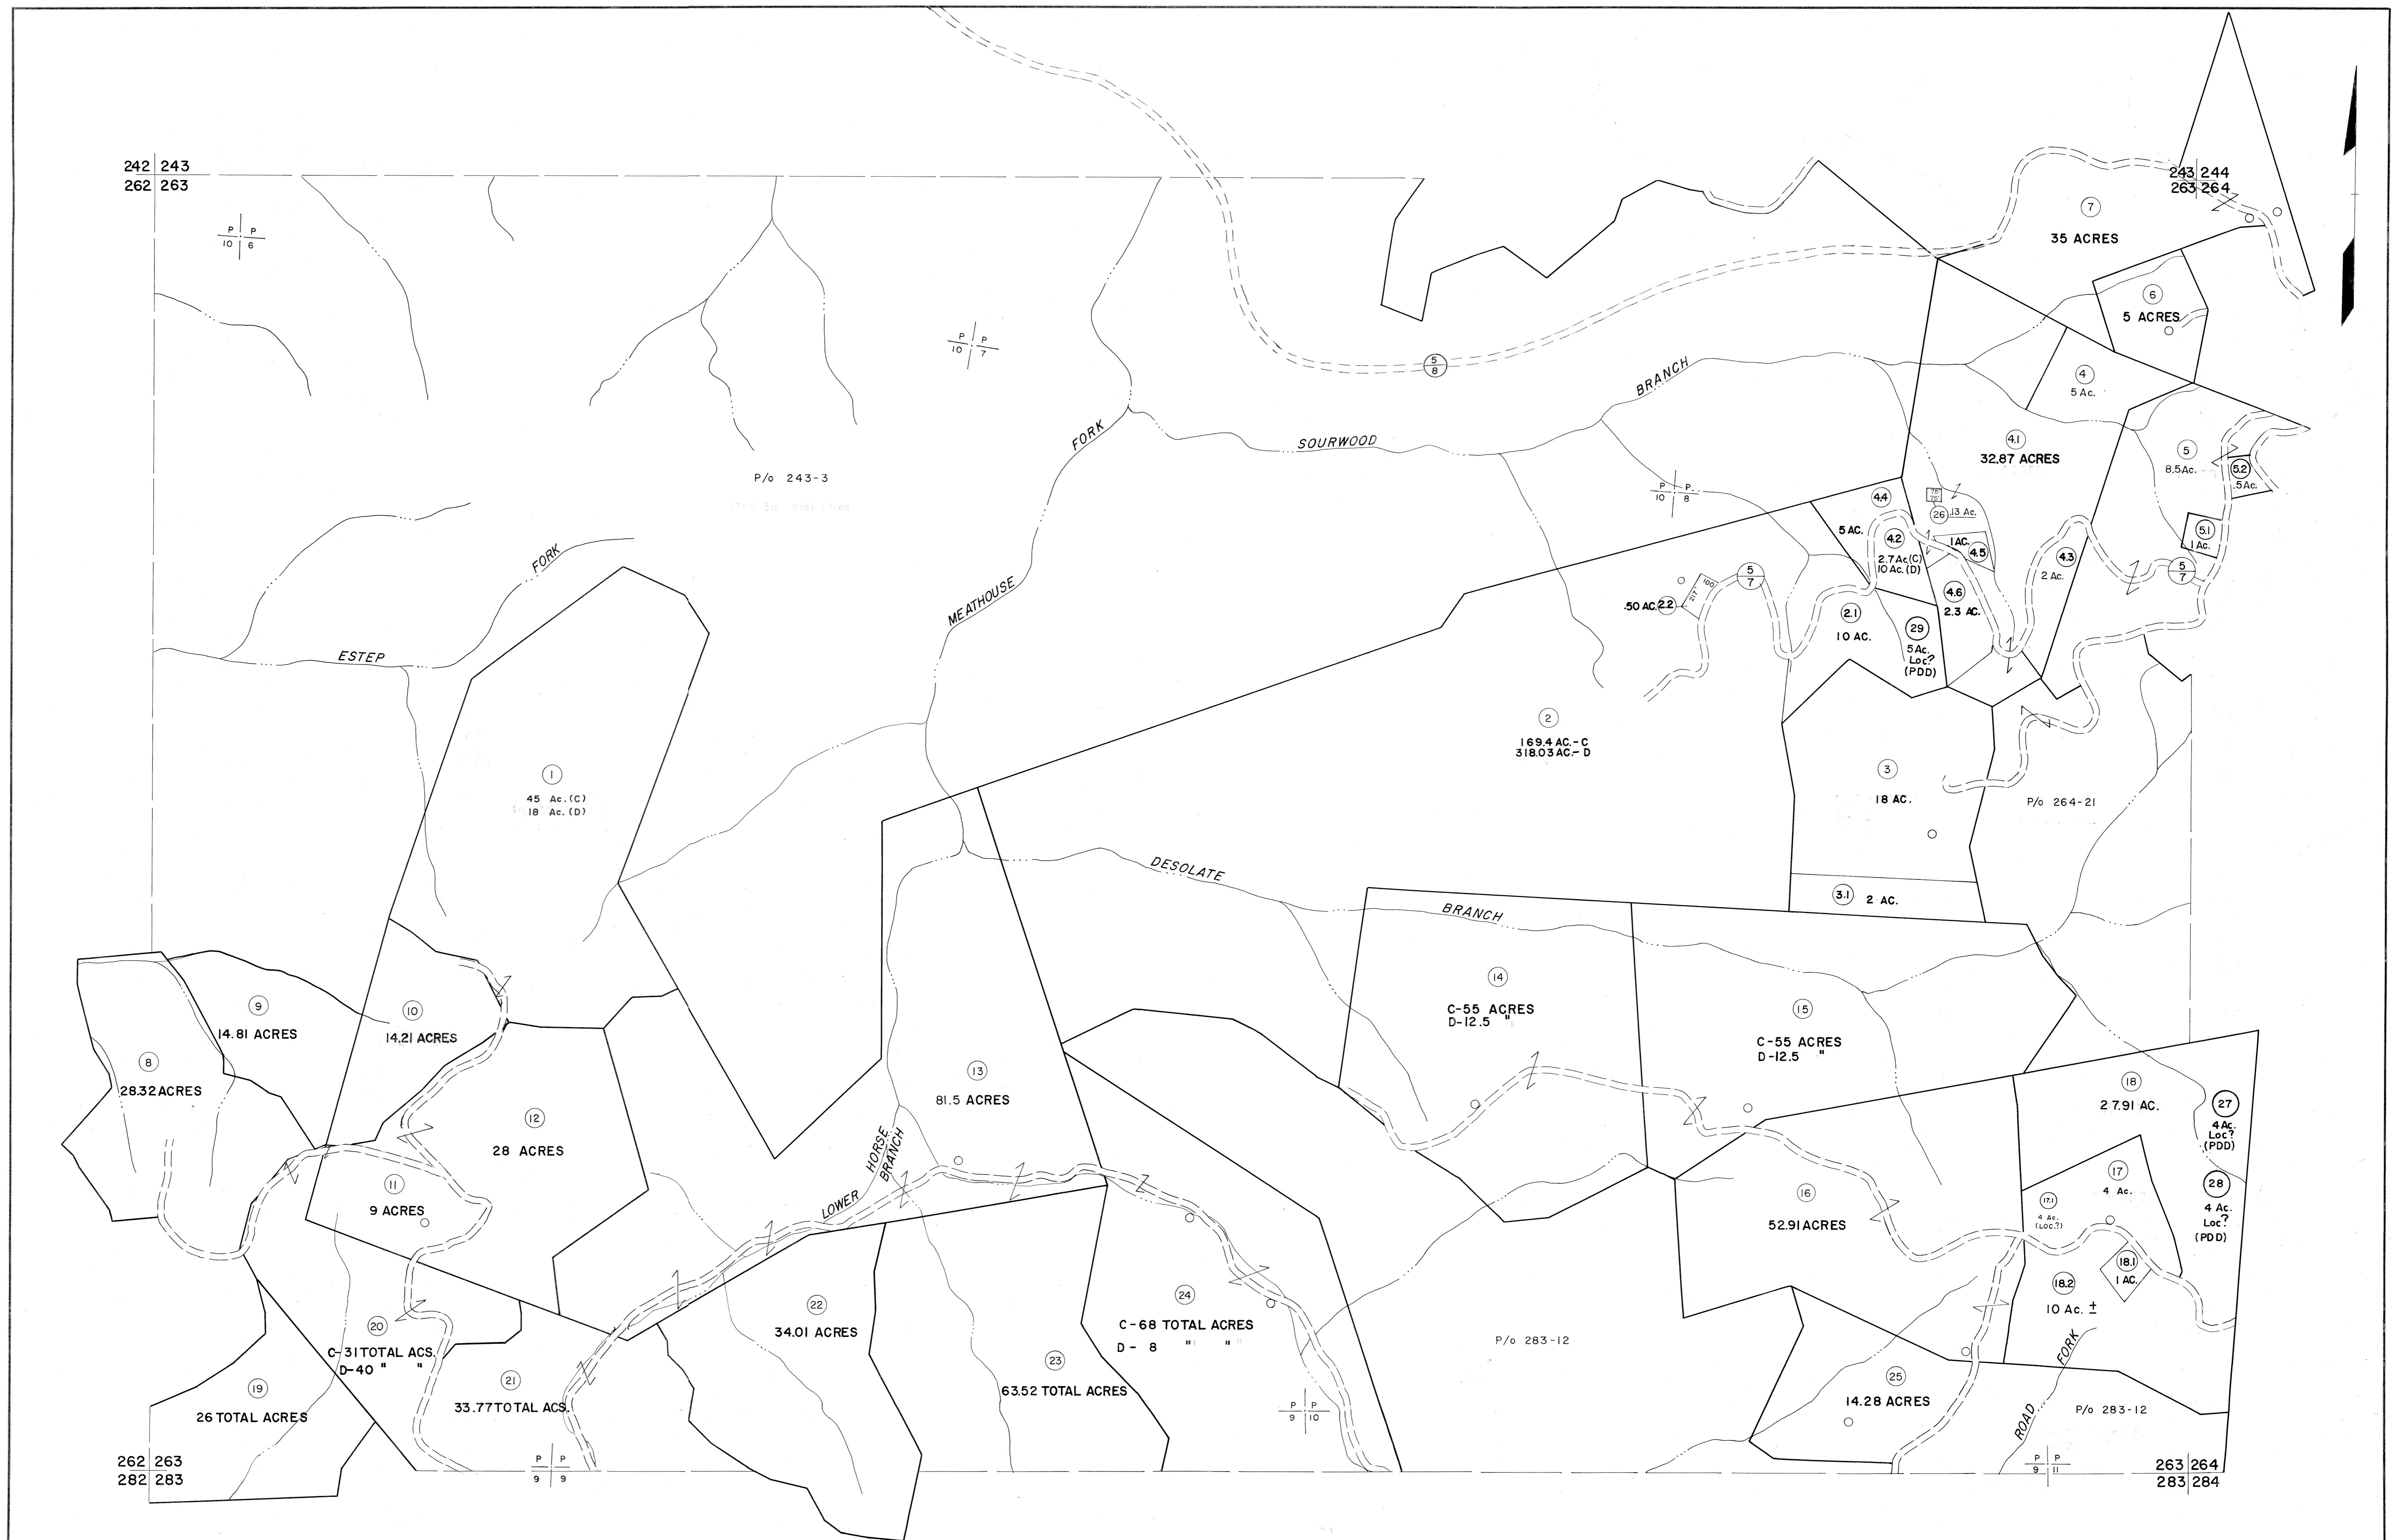 242 243
262 263
243 244
263 264
P P
10 6
7
35 ACRES
6
5 ACRES
P P
10 7
5
8
BRANCH
SOURWOOD
FORK
4
5 Ac.
4.1
32.87 ACRES
5
8.5 Ac.
5.2
.5 Ac.
P/o 243-3
P P
10 8
4.4
5 AC.
75'
75'
26 .13 Ac.
4.2
2.7 Ac.(C)
10 Ac.(D)
1 AC.
4.5
4.3
2 Ac.
5.1
1 Ac.
5
7
FORK
ESTEP
MEATHOUSE
.50 AC. 2.2
217'
100'
5
7
2.1
10 AC.
4.6
2.3 AC.
29
5 Ac.
Loc?
(PDD)
2
169.4 AC.-C
318.03 AC.-D
1
45 Ac. (C)
18 Ac. (D)
3
18 AC.
P/o 264-21
3.1 2 AC.
DESOLATE
BRANCH
8
28.32 ACRES
9
14.81 ACRES
10
14.21 ACRES
14
C-55 ACRES
D-12.5 "
15
C-55 ACRES
D-12.5 "
13
81.5 ACRES
12
28 ACRES
11
9 ACRES
LOWER
HORSE
BRANCH
18
27.91 AC.
27
4 Ac.
Loc?
(PDD)
17
4 Ac.
17.1
4 Ac.
(LOC.?)
28
4 Ac.
Loc?
(PDD)
16
52.91 ACRES
18.1
1 AC.
18.2
10 Ac. ±
20
C-31 TOTAL ACS.
D-40 " "
22
34.01 ACRES
24
C-68 TOTAL ACRES
D- 8 " "
P/o 283-12
19
26 TOTAL ACRES
21
33.77 TOTAL ACS.
23
63.52 TOTAL ACRES
25
14.28 ACRES
ROAD
FORK
P/o 283-12
P P
9 10
P P
9 9
P P
9 11
262 263
282 283
263 264
283 284